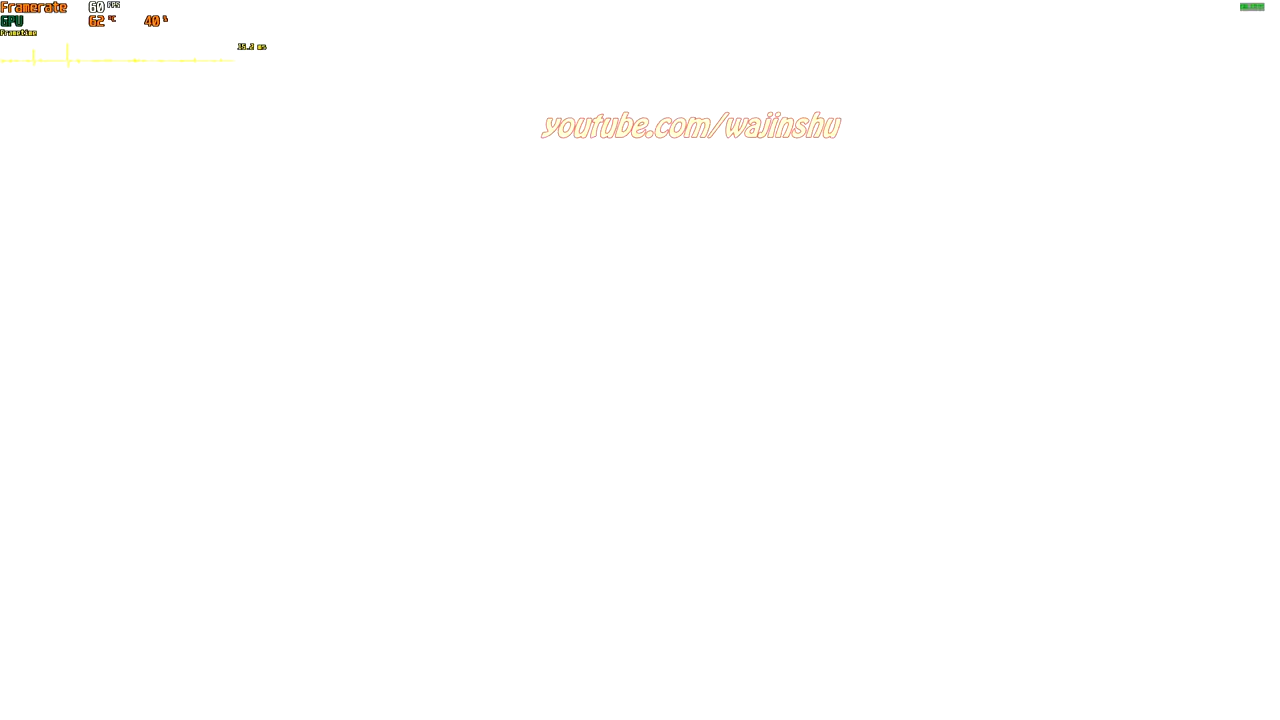 Framerate 60 FPS
GPU 62 °C 40 %
Frametime
15.2 ms
youtube.com/wajinshu